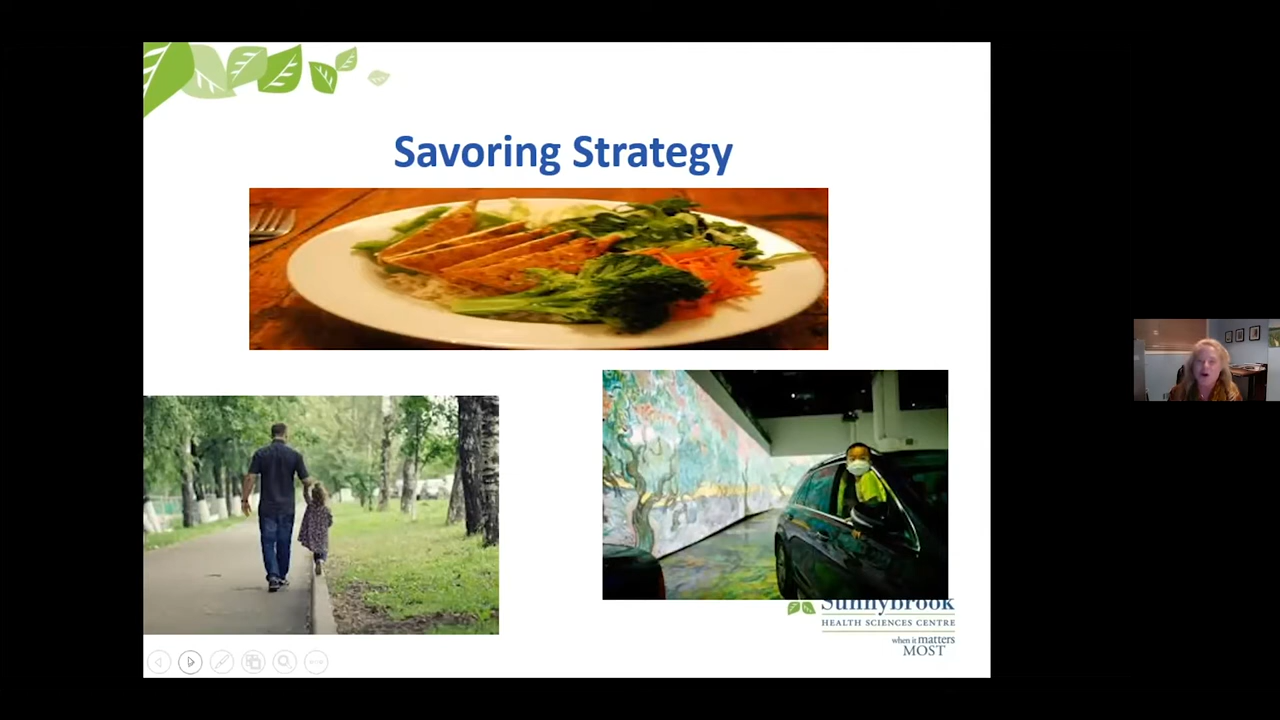 Savoring Strategy
Sunnybrook
HEALTH SCIENCES CENTRE
when it matters
MOST